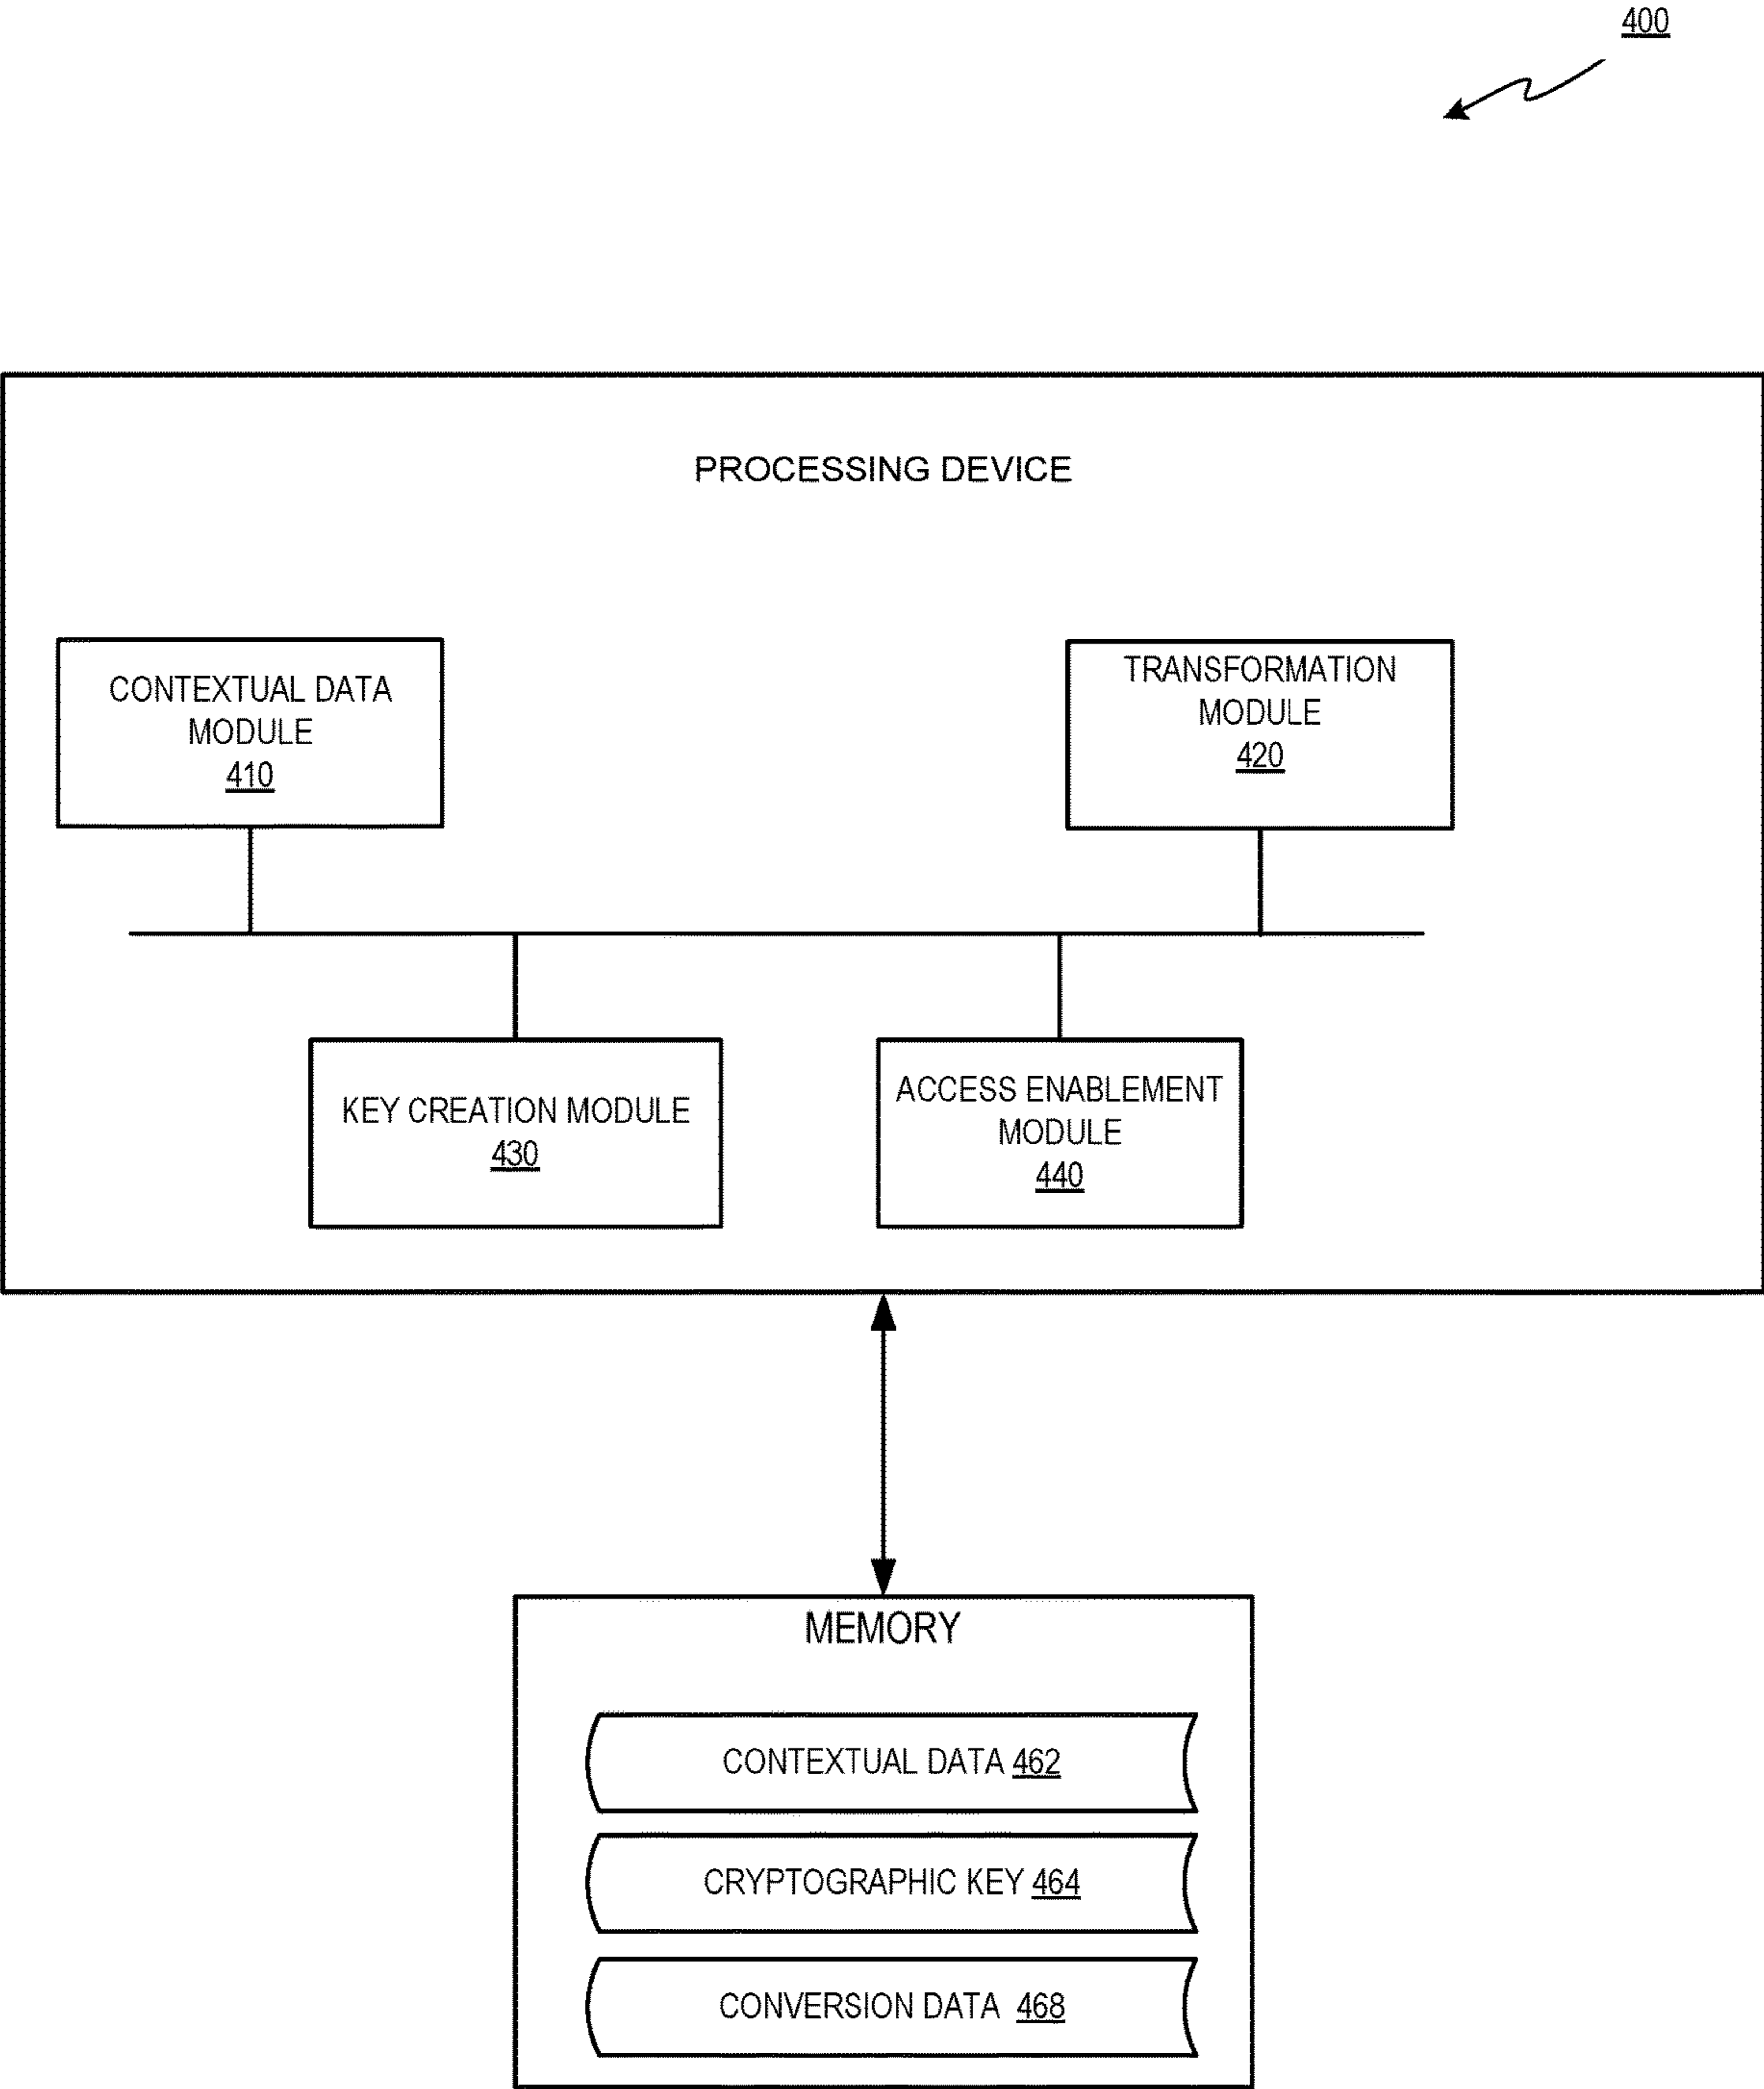 400
PROCESSING DEVICE
CONTEXTUAL DATA
MODULE
410
TRANSFORMATION
MODULE
420
KEY CREATION MODULE
430
ACCESS ENABLEMENT
MODULE
440
MEMORY
CONTEXTUAL DATA 462
CRYPTOGRAPHIC KEY 464
CONVERSION DATA 468